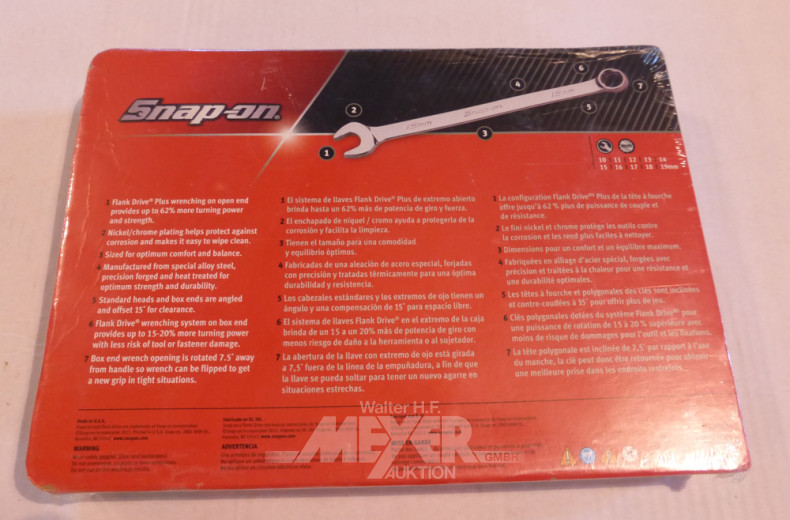 Snap-on
6
4
7
2
5
3
1
10 11 12 13 14
15 16 17 18 19mm
1 Flank Drive® Plus wrenching on open end
provides up to 62% more turning power
and strength.
2 Nickel/chrome plating helps protect against
corrosion and makes it easy to wipe clean.
3 Sized for optimum comfort and balance.
4 Manufactured from special alloy steel,
precision forged and heat treated for
optimum strength and durability.
5 Standard heads and box ends are angled
and offset 15° for clearance.
6 Flank Drive® wrenching system on box end
provides up to 15-20% more turning power
with less risk of tool or fastener damage.
7 Box end wrench opening is rotated 7.5° away
from handle so wrench can be flipped to get
a new grip in tight situations.
1 El sistema de llaves Flank Drive® Plus de extremo abierto
brinda hasta un 62% más de potencia de giro y fuerza.
2 El enchapado de níquel / cromo ayuda a protegerla de la
corrosión y facilita la limpieza.
3 Tienen el tamaño para una comodidad
y equilibrio óptimos.
4 Fabricadas de una aleación de acero especial, forjadas
con precisión y tratadas térmicamente para una óptima
durabilidad y resistencia.
5 Los cabezales estándares y los extremos de ojo tienen un
ángulo y una compensación de 15° para espacio libre.
6 El sistema de llaves Flank Drive® en el extremo de la caja
brinda de un 15 a un 20% más de potencia de giro con
menos riesgo de daño a la herramienta o al sujetador.
7 La abertura de la llave con extremo de ojo está girada
a 7,5° fuera de la línea de la empuñadura, a fin de que
la llave se pueda soltar para tener un nuevo agarre en
situaciones estrechas.
1 La configuration Flank Drive® Plus de la tête à fourche
offre jusqu'à 62 % plus de puissance de couple et
de résistance.
2 Le fini nickel et chrome protège les outils contre
la corrosion et les rend plus faciles à nettoyer.
3 Dimensions pour un confort et un équilibre maximum.
4 Fabriquées en alliage d'acier spécial, forgées avec
précision et traitées à la chaleur pour une résistance et
une durabilité optimales.
5 Les têtes à fourche et polygonales des clés sont inclinées
et contre-coudées à 15° pour offrir plus de jeu.
6 Clés polygonales dotées du système Flank Drive® pour
une puissance de rotation de 15 à 20 % supérieure avec
moins de risque de dommages pour l'outil et les fixations.
7 La tête polygonale est inclinée de 7,5° par rapport à l'axe
du manche, la clé peut donc être retournée pour obtenir
une meilleure prise dans les endroits restreints.
Made in U.S.A.
WARNING
Fabricado en EE. UU.
ADVERTENCIA
MISE EN GARDE
Walter H.F.
MEYER
GMBH
AUKTION